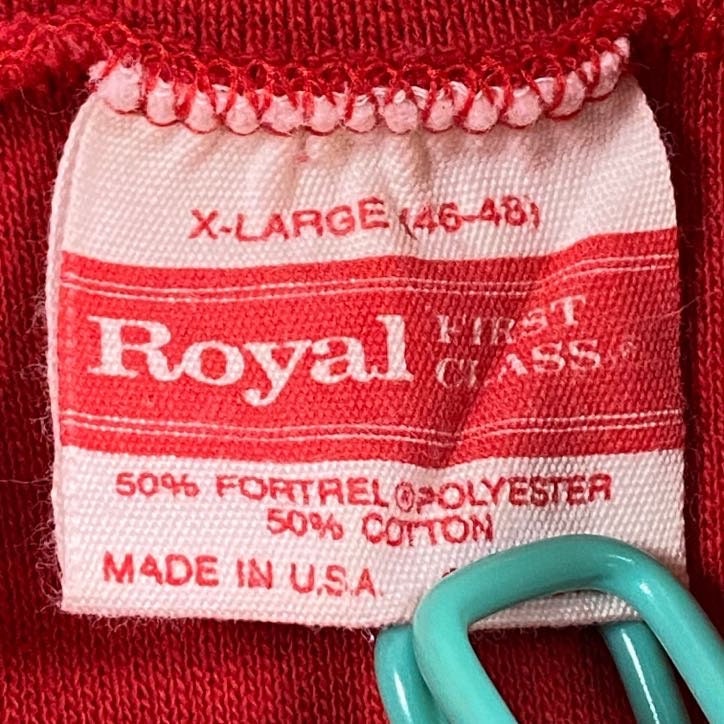 X-LARGE (46-48)
Royal FIRST CLASS ®
50% FORTREL ® POLYESTER
50% COTTON
MADE IN U.S.A.